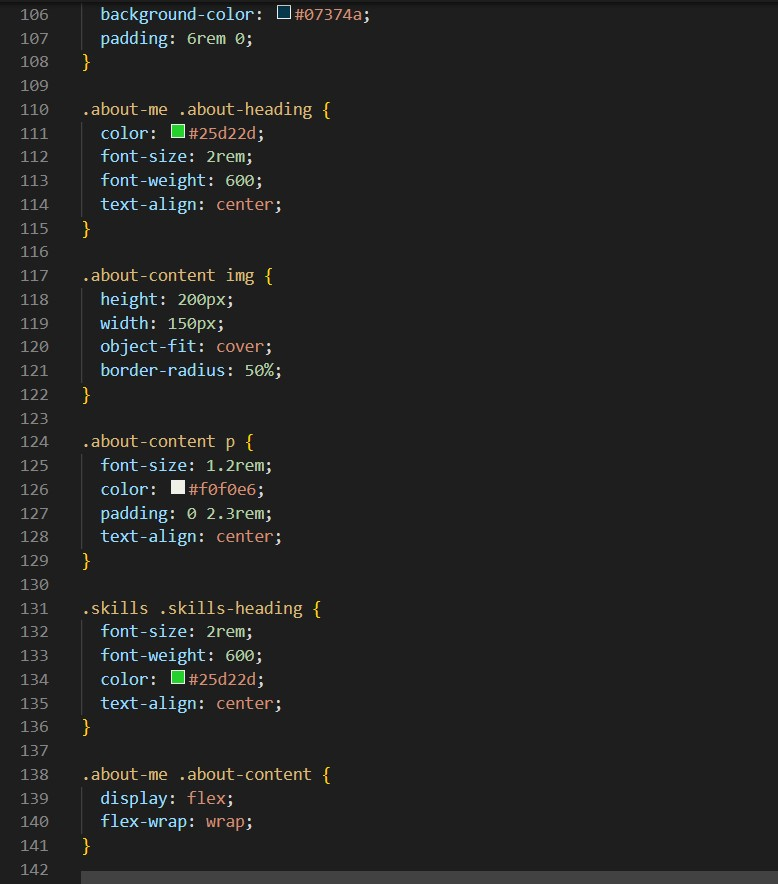 106 background-color: #07374a;
107 padding: 6rem 0;
108 }
109
110 .about-me .about-heading {
111 color: #25d22d;
112 font-size: 2rem;
113 font-weight: 600;
114 text-align: center;
115 }
116
117 .about-content img {
118 height: 200px;
119 width: 150px;
120 object-fit: cover;
121 border-radius: 50%;
122 }
123
124 .about-content p {
125 font-size: 1.2rem;
126 color: #f0f0e6;
127 padding: 0 2.3rem;
128 text-align: center;
129 }
130
131 .skills .skills-heading {
132 font-size: 2rem;
133 font-weight: 600;
134 color: #25d22d;
135 text-align: center;
136 }
137
138 .about-me .about-content {
139 display: flex;
140 flex-wrap: wrap;
141 }
142